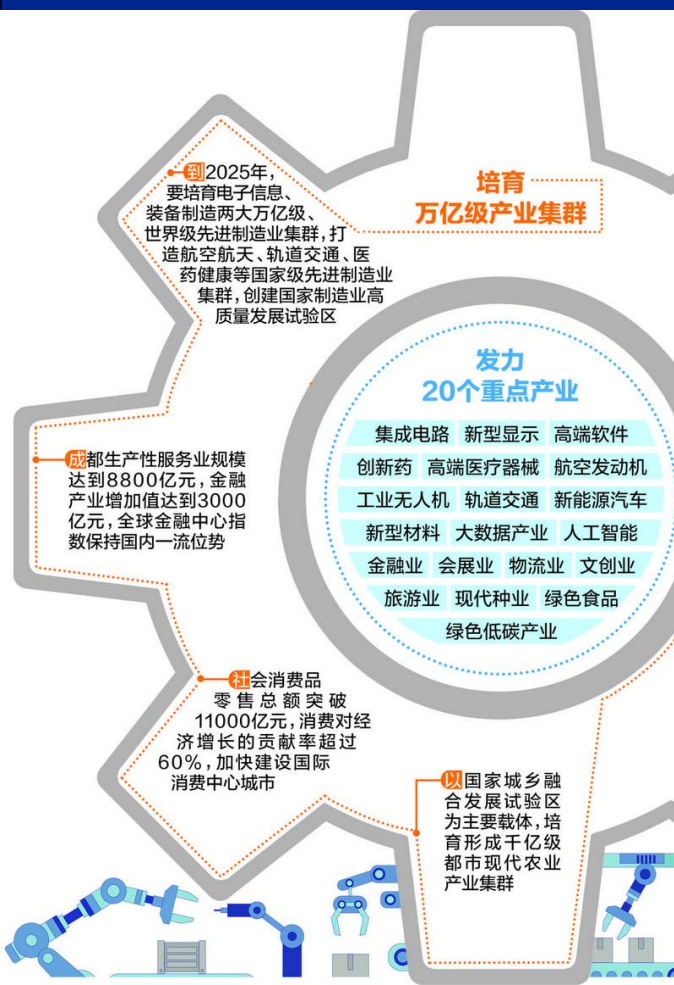 培育
万亿级产业集群
到2025年，
要培育电子信息、
装备制造两大万亿级、
世界级先进制造业集群，打
造航空航天、轨道交通、医
药健康等国家级先进制造业
集群，创建国家制造业高
质量发展试验区
发力
20个重点产业
集成电路 新型显示 高端软件
创新药 高端医疗器械 航空发动机
工业无人机 轨道交通 新能源汽车
新型材料 大数据产业 人工智能
金融业 会展业 物流业 文创业
旅游业 现代种业 绿色食品
绿色低碳产业
成都生产性服务业规模
达到8800亿元，金融
产业增加值达到3000
亿元，全球金融中心指
数保持国内一流位势
社会消费品
零售总额突破
11000亿元，消费对经
济增长的贡献率超过
60%，加快建设国际
消费中心城市
以国家城乡融
合发展试验区
为主要载体，培
育形成千亿级
都市现代农业
产业集群